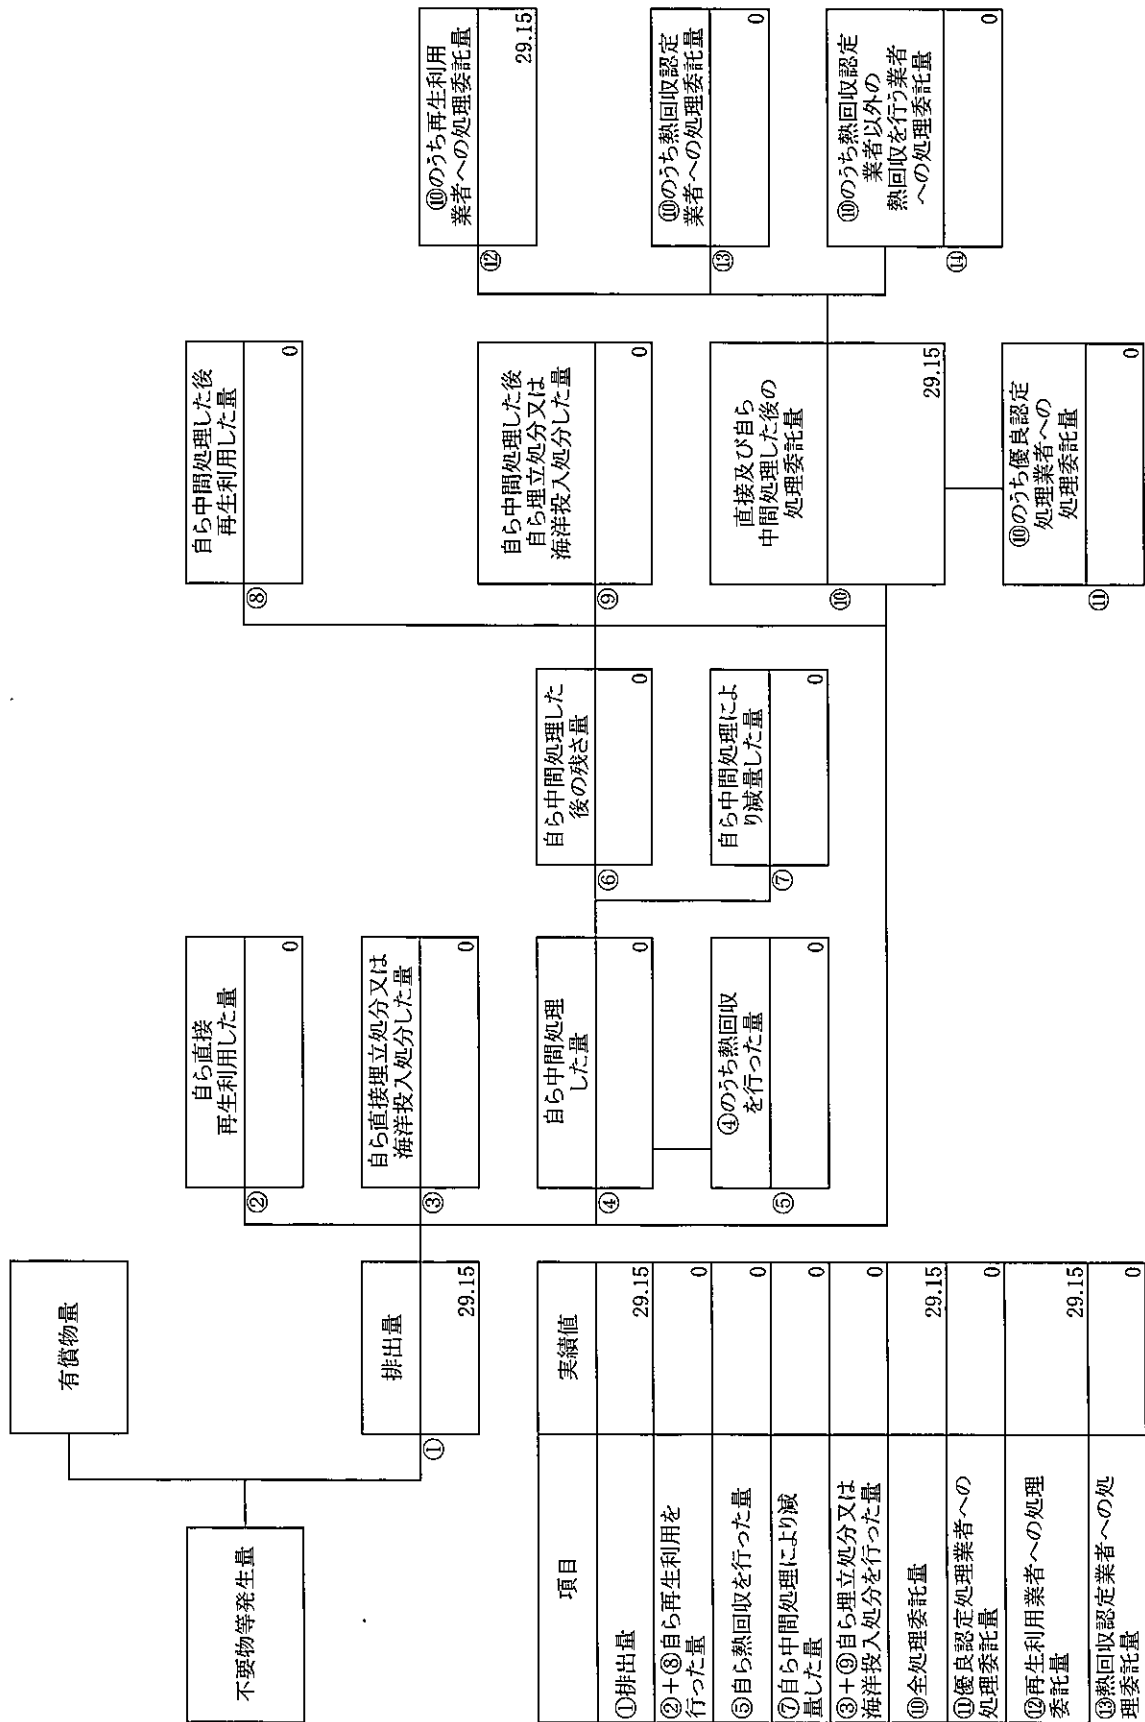 不要物等発生量
有償物量
排出量
①
29.15
自ら直接
再生利用した量
②
0
自ら直接埋立処分又は
海洋投入処分した量
③
0
自ら中間処理
した量
④
0
④のうち熱回収
を行った量
⑤
0
自ら中間処理した
後の残さ量
⑥
0
自ら中間処理によ
り減量した量
⑦
0
自ら中間処理した後
再生利用した量
⑧
0
自ら中間処理した後
自ら埋立処分又は
海洋投入処分した量
⑨
0
直接及び自ら
中間処理した後の
処理委託量
⑩
29.15
⑩のうち優良認定
処理業者への
処理委託量
⑪
0
⑩のうち再生利用
業者への処理委託量
⑫
29.15
⑩のうち熱回収認定
業者への処理委託量
⑬
0
⑩のうち熱回収認定
業者以外の
熱回収を行う業者
への処理委託量
⑭
0
項目 実績値
①排出量 29.15
②+⑧自ら再生利用を
行った量 0
⑤自ら熱回収を行った量 0
⑦自ら中間処理により減
量した量 0
③+⑨自ら埋立処分又は
海洋投入処分を行った量 0
⑩全処理委託量 29.15
⑪優良認定処理業者への
処理委託量 0
⑫再生利用業者への処理
委託量 29.15
⑬熱回収認定業者への処
理委託量 0